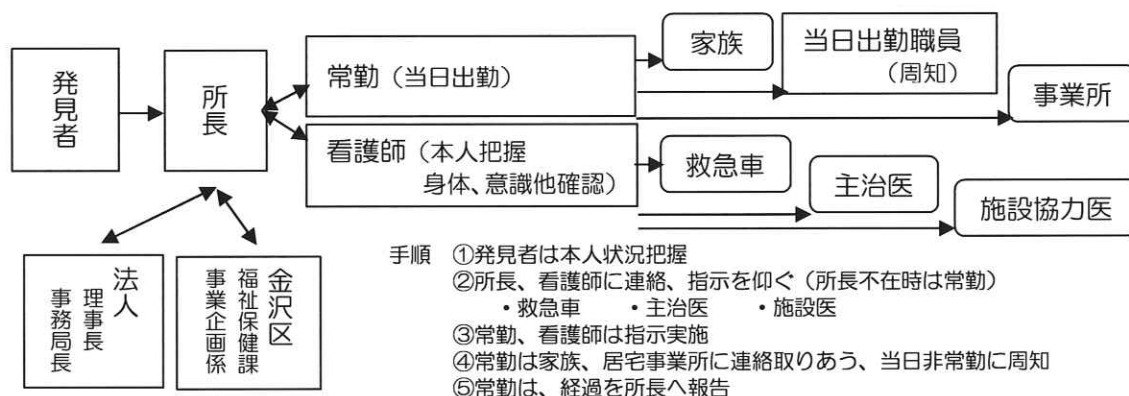 発見者
所長
常勤（当日出勤）
家族
当日出勤職員
（周知）
事業所
看護師（本人把握
身体、意識他確認）
救急車
主治医
施設協力医
法人
理事長
事務局長
金沢区
福祉保健課
事業企画係
手順　①発見者は本人状況把握
②所長、看護師に連絡、指示を仰ぐ（所長不在時は常勤）
・救急車　・主治医　・施設医
③常勤、看護師は指示実施
④常勤は家族、居宅事業所に連絡取りあう、当日非常勤に周知
⑤常勤は、経過を所長へ報告